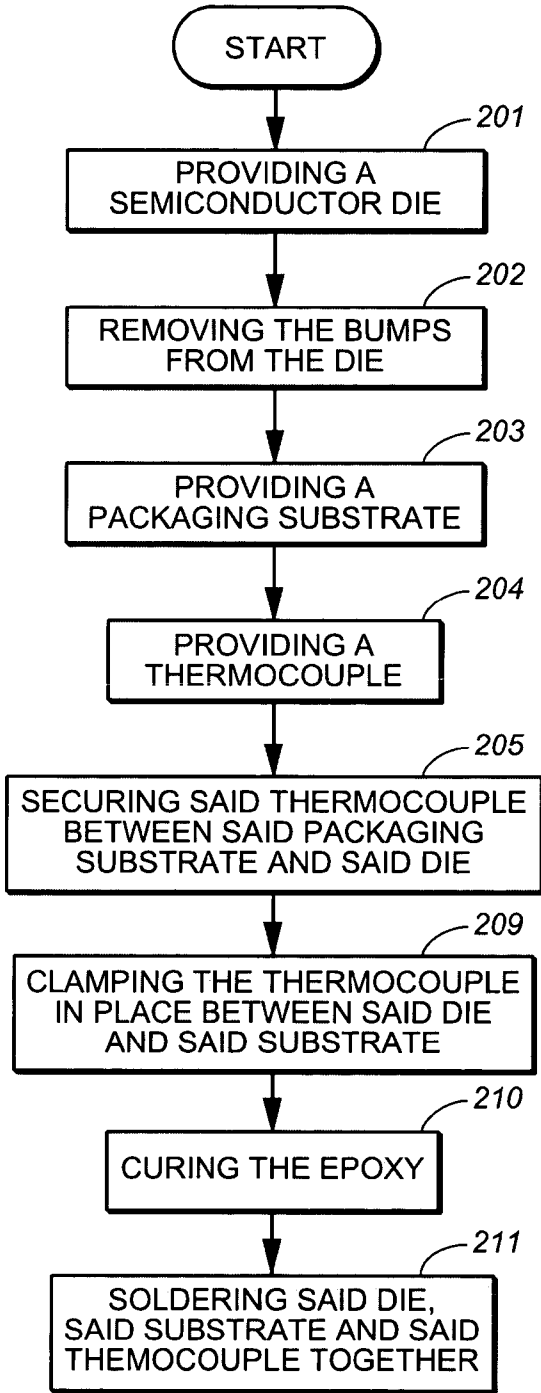 START
201
PROVIDING A
SEMICONDUCTOR DIE
202
REMOVING THE BUMPS
FROM THE DIE
203
PROVIDING A
PACKAGING SUBSTRATE
204
PROVIDING A
THERMOCOUPLE
205
SECURING SAID THERMOCOUPLE
BETWEEN SAID PACKAGING
SUBSTRATE AND SAID DIE
209
CLAMPING THE THERMOCOUPLE
IN PLACE BETWEEN SAID DIE
AND SAID SUBSTRATE
210
CURING THE EPOXY
211
SOLDERING SAID DIE,
SAID SUBSTRATE AND SAID
THEMOCOUPLE TOGETHER